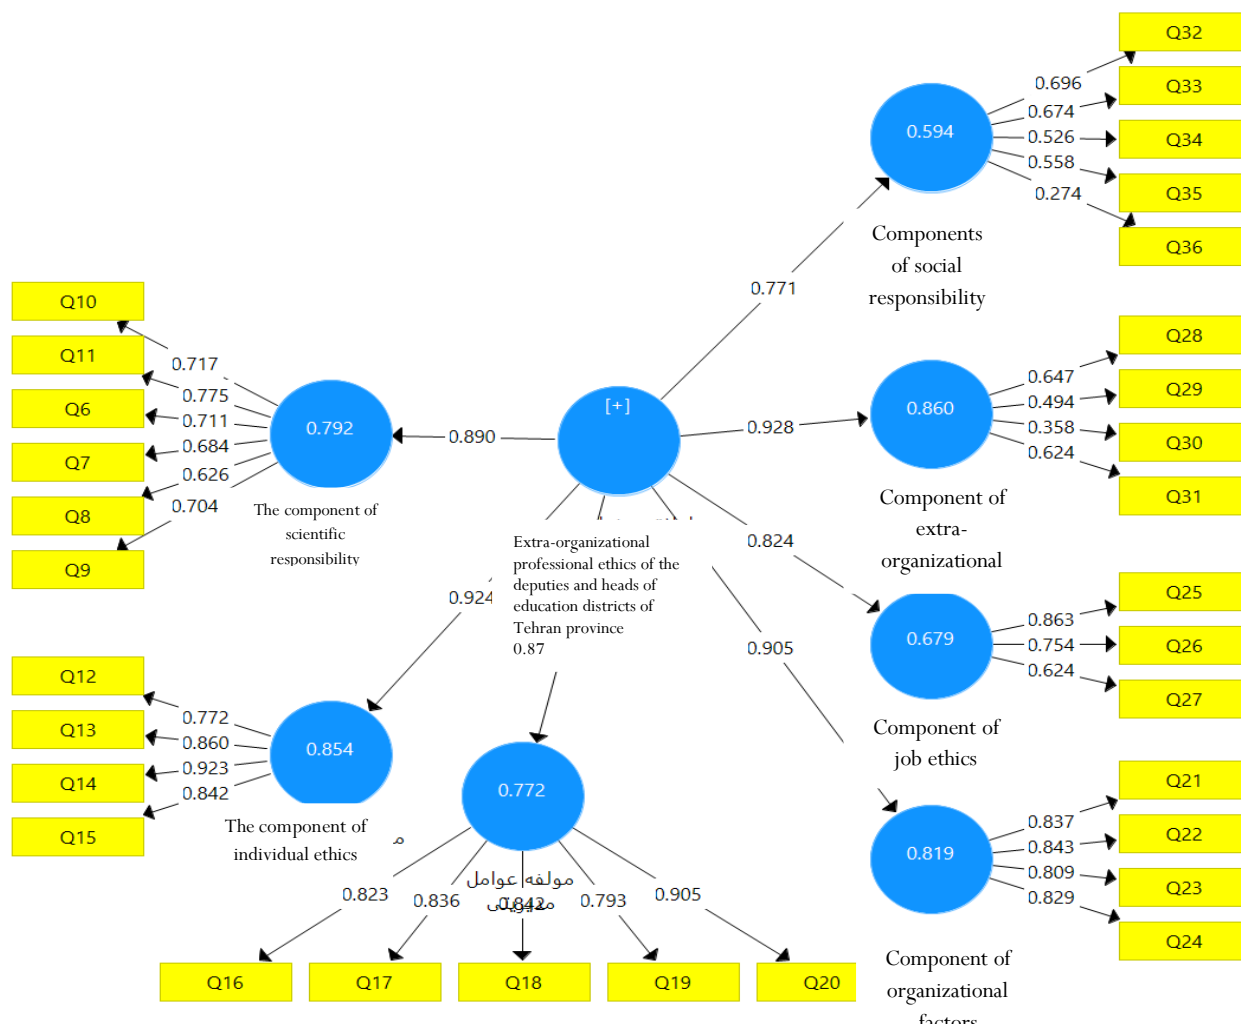 Q32
0.696
Q33
0.674
0.594
0.526
Q34
0.558
Q35
0.274
Q36
Components
of social
responsibility
0.771
Q10
0.717
Q11
0.775
Q6
0.711
0.792
Q7
0.684
Q8
0.626
0.704
Q9
The component of
scientific
responsibility
0.890
[+]
0.928
Q28
0.647
Q29
0.860
0.494
0.358
Q30
0.624
Q31
Component of
extra-
organizational
Extra-organizational
professional ethics of the
deputies and heads of
education districts of
Tehran province
0.87
0.824
0.924
0.905
Q25
0.863
0.679
0.754
Q26
0.624
Q27
Component of
job ethics
Q12
0.772
Q13
0.854
0.860
0.923
Q14
0.842
Q15
The component of
individual ethics
م
0.772
مولفه عوامل
مدیریتی
0.823
0.836
0.842
0.793
0.905
Q16
Q17
Q18
Q19
Q20
Q21
0.837
Q22
0.819
0.843
0.809
Q23
0.829
Q24
Component of
organizational
factors